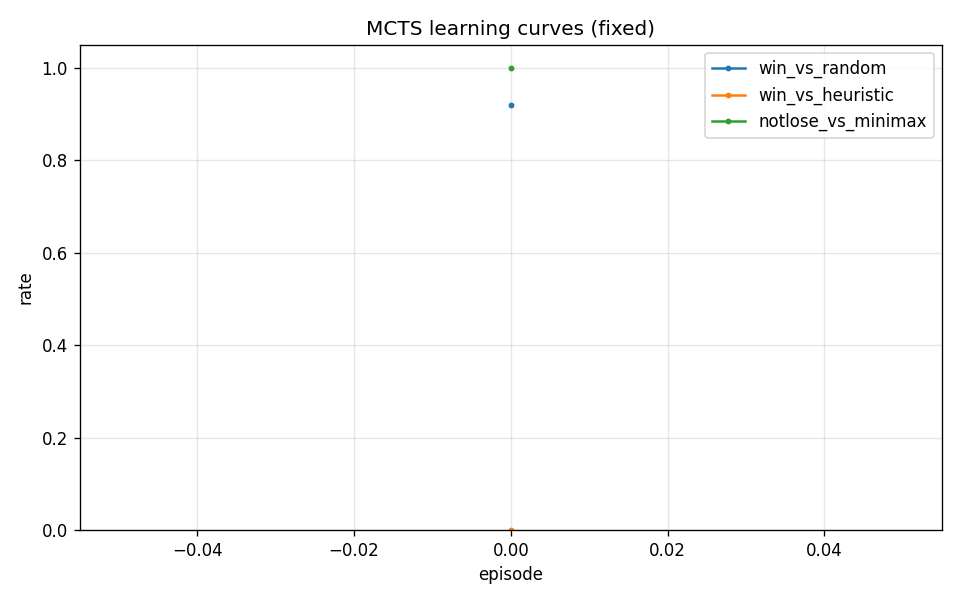 MCTS learning curves (fixed)
win_vs_random
win_vs_heuristic
notlose_vs_minimax
rate
1.0
0.8
0.6
0.4
0.2
0.0
−0.04
−0.02
0.00
0.02
0.04
episode